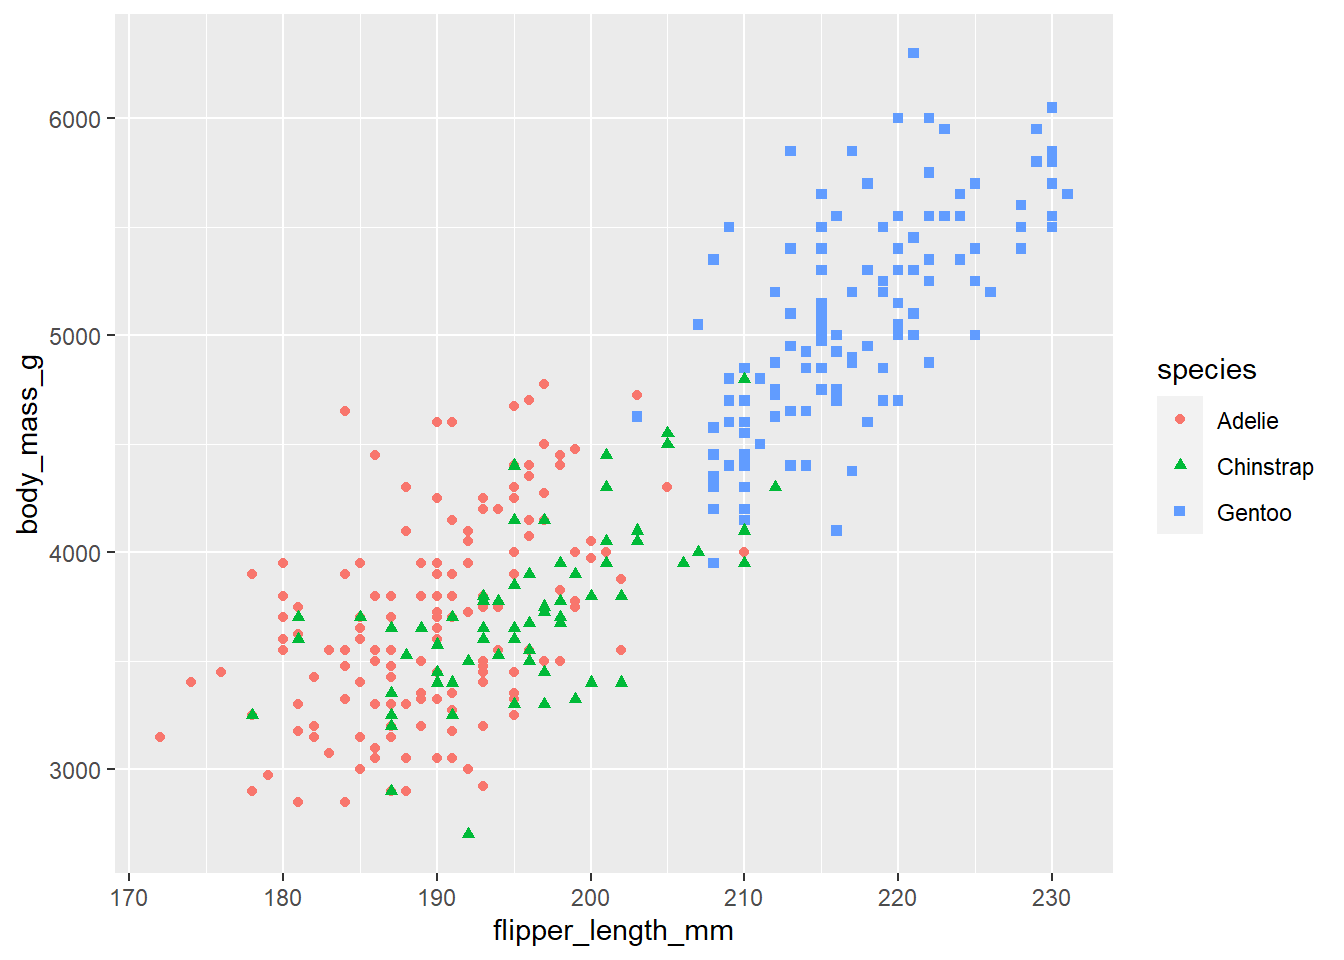 6000
5000
4000
3000
body_mass_g
170 180 190 200 210 220 230
flipper_length_mm
species
Adelie
Chinstrap
Gentoo